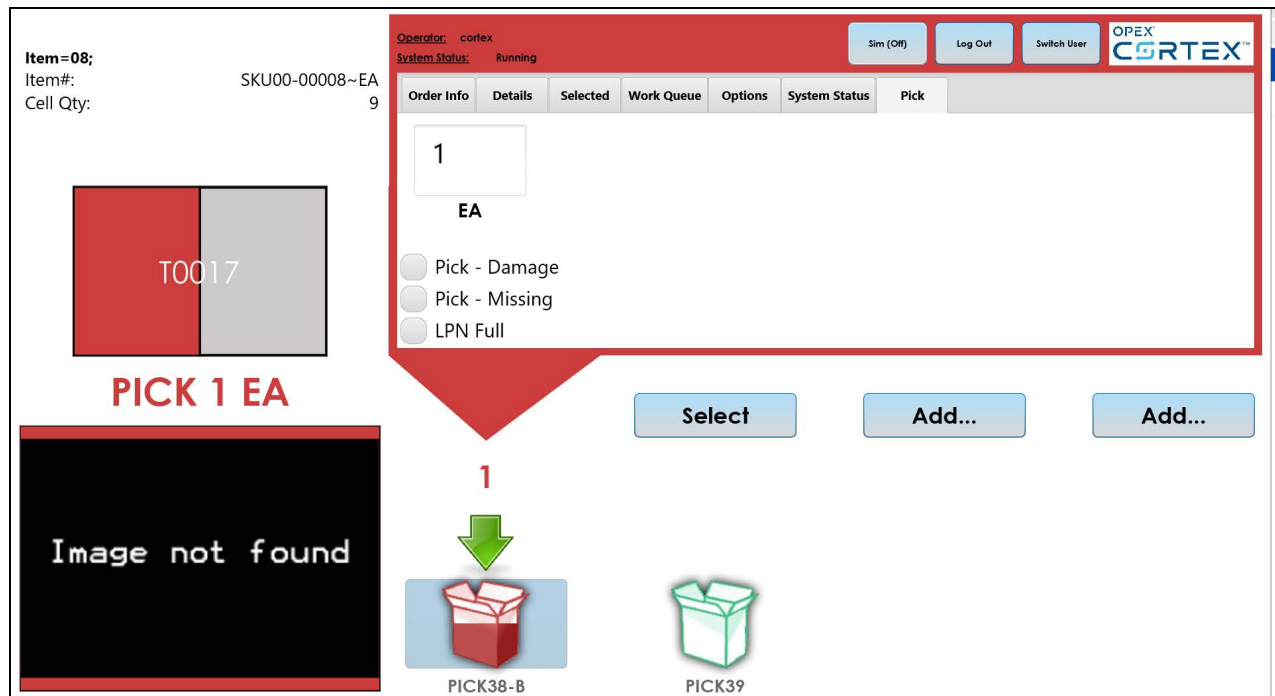 Item=08;
Item#: SKU00-00008~EA
Cell Qty: 9
T0017
PICK 1 EA
Image not found
Operator: cortex
System Status: Running
Sim (Off)
Log Out
Switch User
OPEX®
CORTEX™
Order Info Details Selected Work Queue Options System Status Pick
1
EA
Pick - Damage
Pick - Missing
LPN Full
Select Add... Add...
1
PICK38-B PICK39